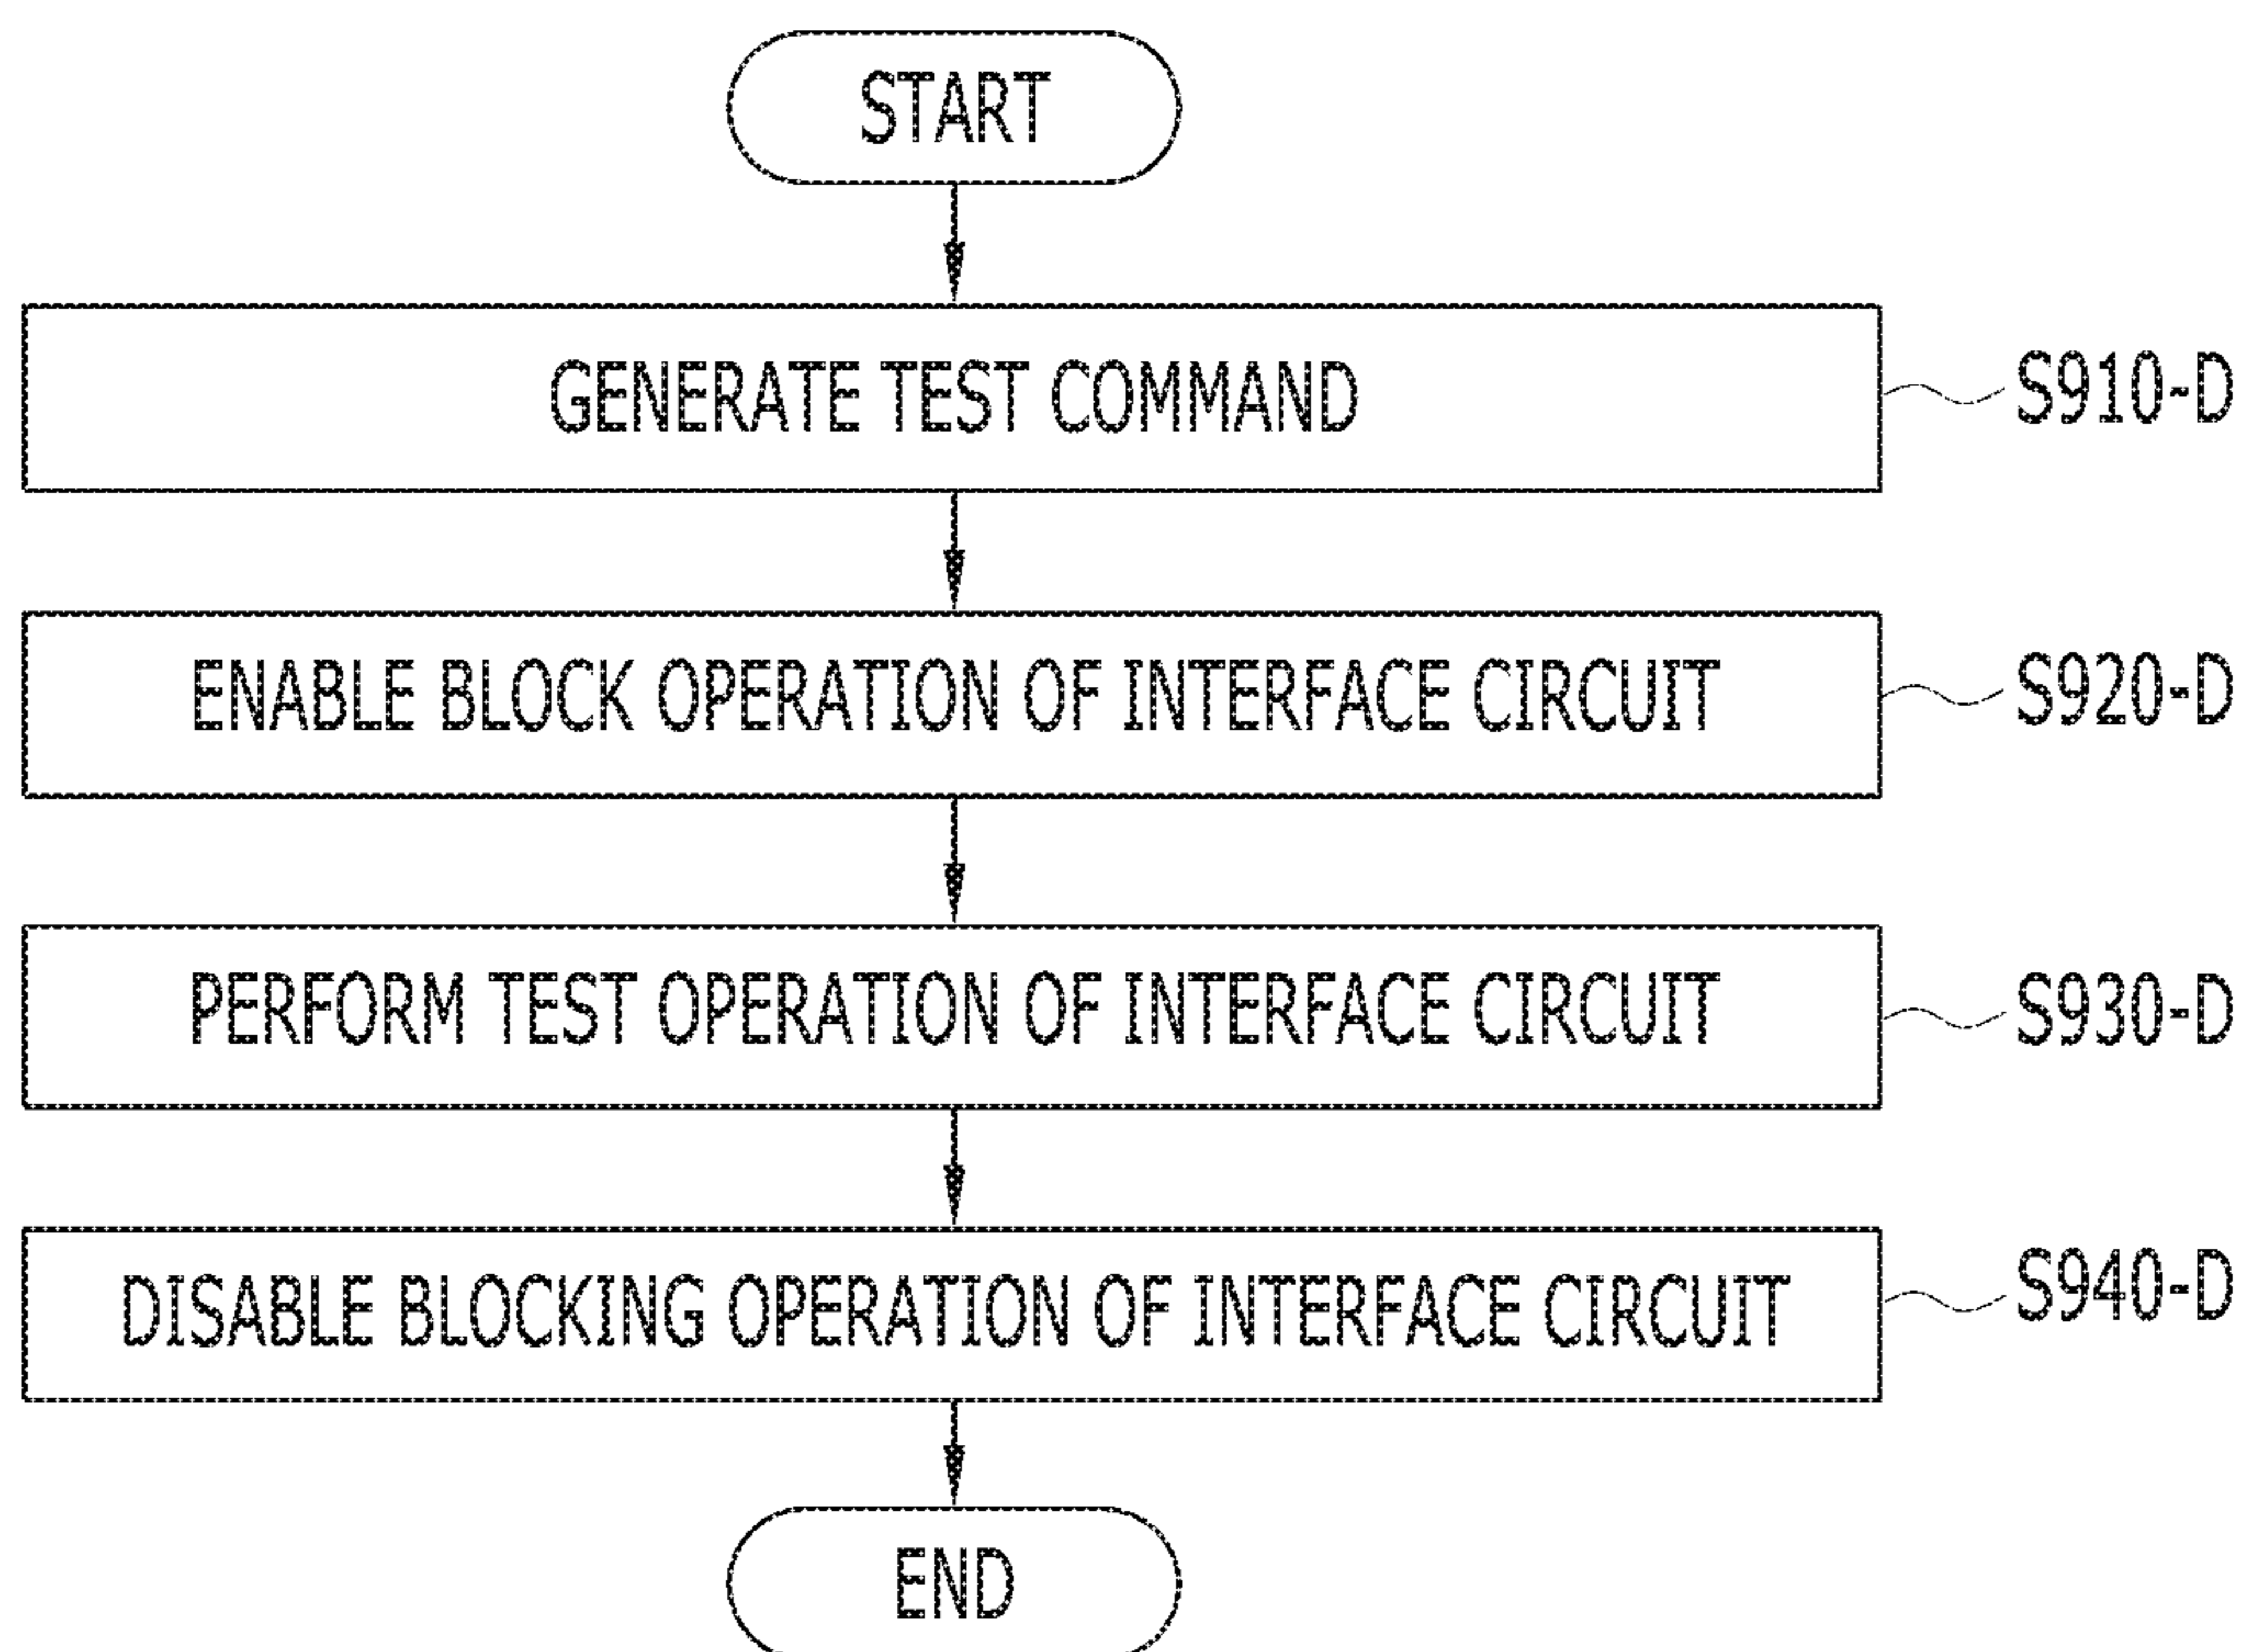 START
GENERATE TEST COMMAND
S910-D
ENABLE BLOCK OPERATION OF INTERFACE CIRCUIT
S920-D
PERFORM TEST OPERATION OF INTERFACE CIRCUIT
S930-D
DISABLE BLOCKING OPERATION OF INTERFACE CIRCUIT
S940-D
END